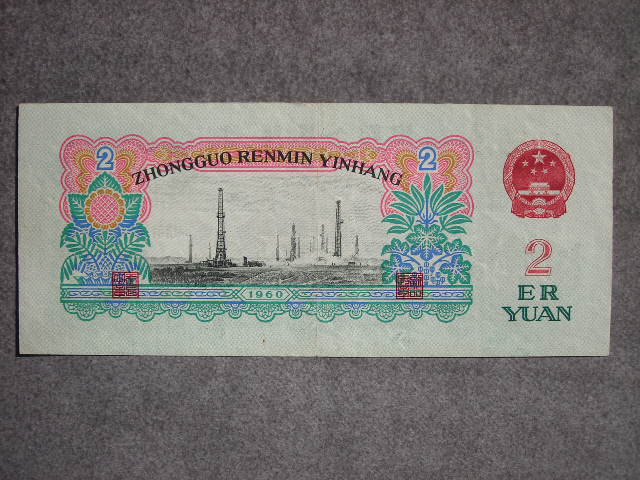 2 2
ZHONGGUO RENMIN YINHANG
1960
2
ER
YUAN